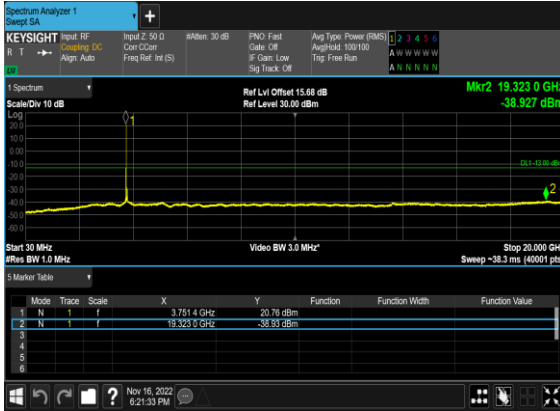 Spectrum Analyzer 1
Swept SA
+
KEYSIGHT Input: RF Input Z: 50 Ω #Atten: 30 dB PNO: Fast Avg Type: Power (RMS) 1 2 3 4 5 6
R T Coupling: DC Corr CCorr Gate: Off Avg|Hold: 100/100 A W W W W W
Align: Auto Freq Ref: Int (S) IF Gain: Low Trig: Free Run A N N N N N
Sig Track: Off
1 Spectrum Ref Lvl Offset 15.68 dB Mkr2 19.323 0 GHz
Scale/Div 10 dB Ref Level 30.00 dBm -38.927 dBm
Log
20.0
10.0
0.00
-10.0
-20.0
-30.0
-40.0
-50.0
-60.0
1
DL1 -13.00 dBm
2
Start 30 MHz Video BW 3.0 MHz* Stop 20.000 GHz
#Res BW 1.0 MHz Sweep ~38.3 ms (40001 pts)
5 Marker Table
Mode Trace Scale X Y Function Function Width Function Value
1 N 1 f 3.751 4 GHz 20.76 dBm
2 N 1 f 19.323 0 GHz -38.93 dBm
3
4
5
6
? Nov 16, 2022
6:21:33 PM